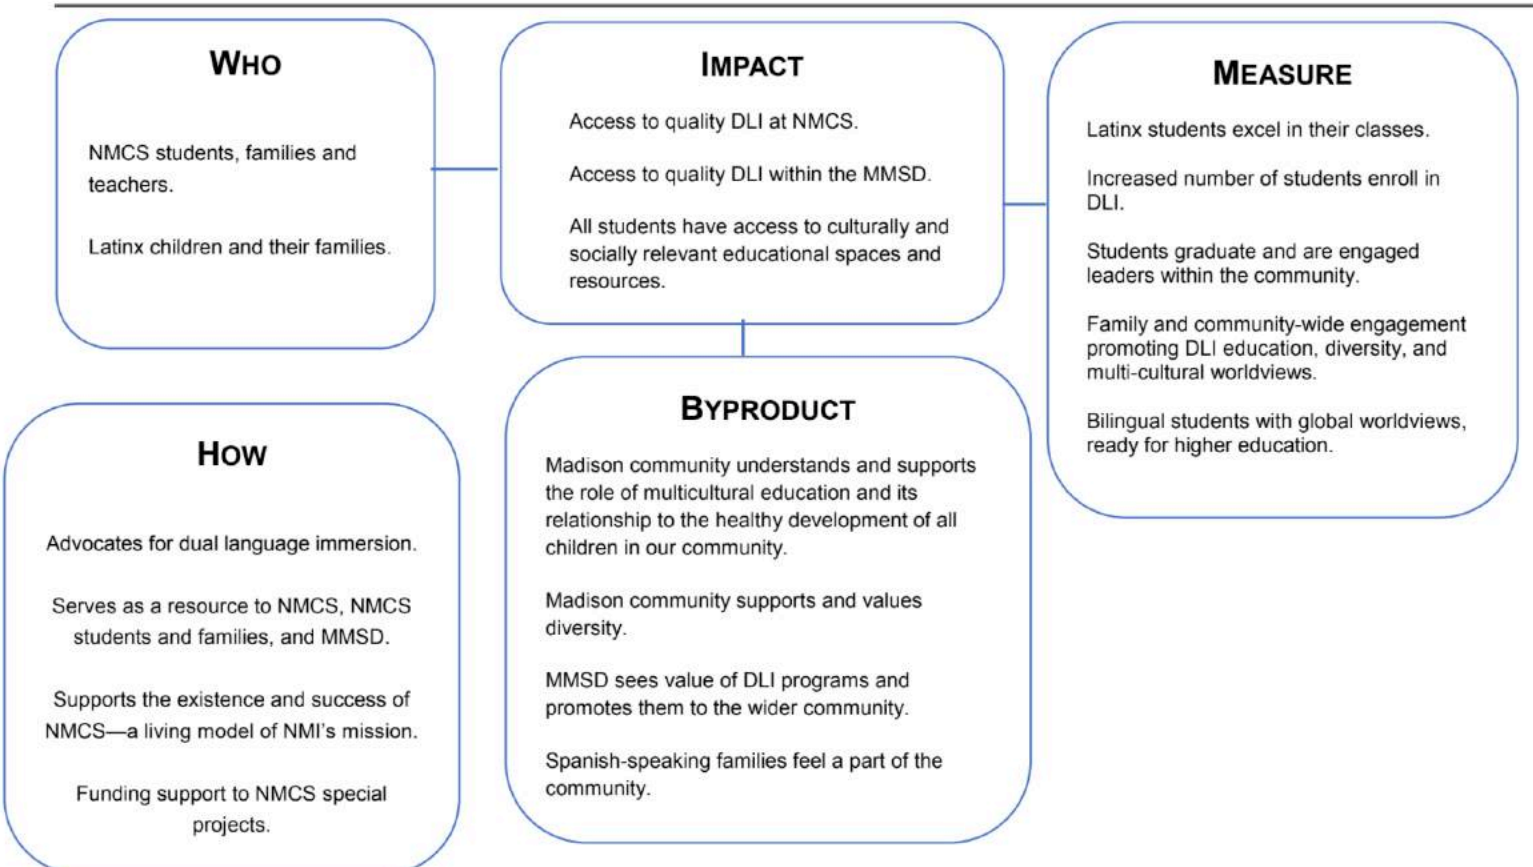 WHO
NMCS students, families and
teachers.
Latinx children and their families.
IMPACT
Access to quality DLI at NMCS.
Access to quality DLI within the MMSD.
All students have access to culturally and
socially relevant educational spaces and
resources.
MEASURE
Latinx students excel in their classes.
Increased number of students enroll in
DLI.
Students graduate and are engaged
leaders within the community.
Family and community-wide engagement
promoting DLI education, diversity, and
multi-cultural worldviews.
Bilingual students with global worldviews,
ready for higher education.
HOW
Advocates for dual language immersion.
Serves as a resource to NMCS, NMCS
students and families, and MMSD.
Supports the existence and success of
NMCS—a living model of NMI's mission.
Funding support to NMCS special
projects.
BYPRODUCT
Madison community understands and supports
the role of multicultural education and its
relationship to the healthy development of all
children in our community.
Madison community supports and values
diversity.
MMSD sees value of DLI programs and
promotes them to the wider community.
Spanish-speaking families feel a part of the
community.